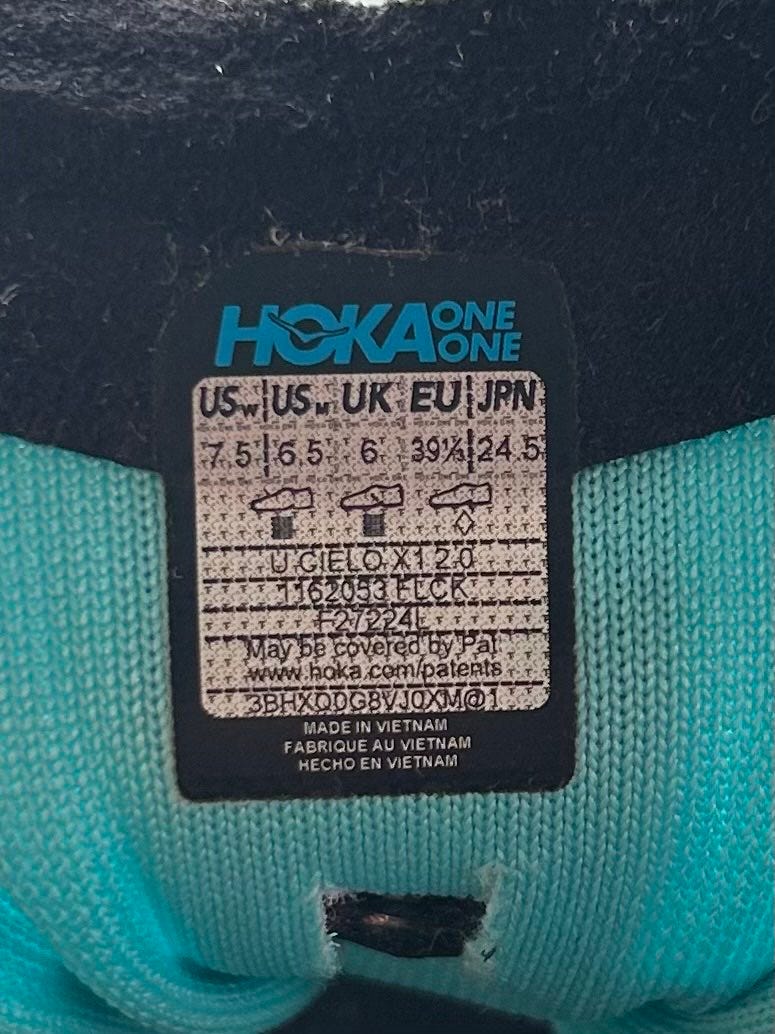 HOKA ONE ONE
USW USM UK EU JPN
7.5 6.5 6 39⅓ 24.5
U CIELO X1 2.0
1162053 FLCK
F27224L
May be covered by Pat
www.hoka.com/patents
3BHXQ0G8VJ0XM@1
MADE IN VIETNAM
FABRIQUE AU VIETNAM
HECHO EN VIETNAM